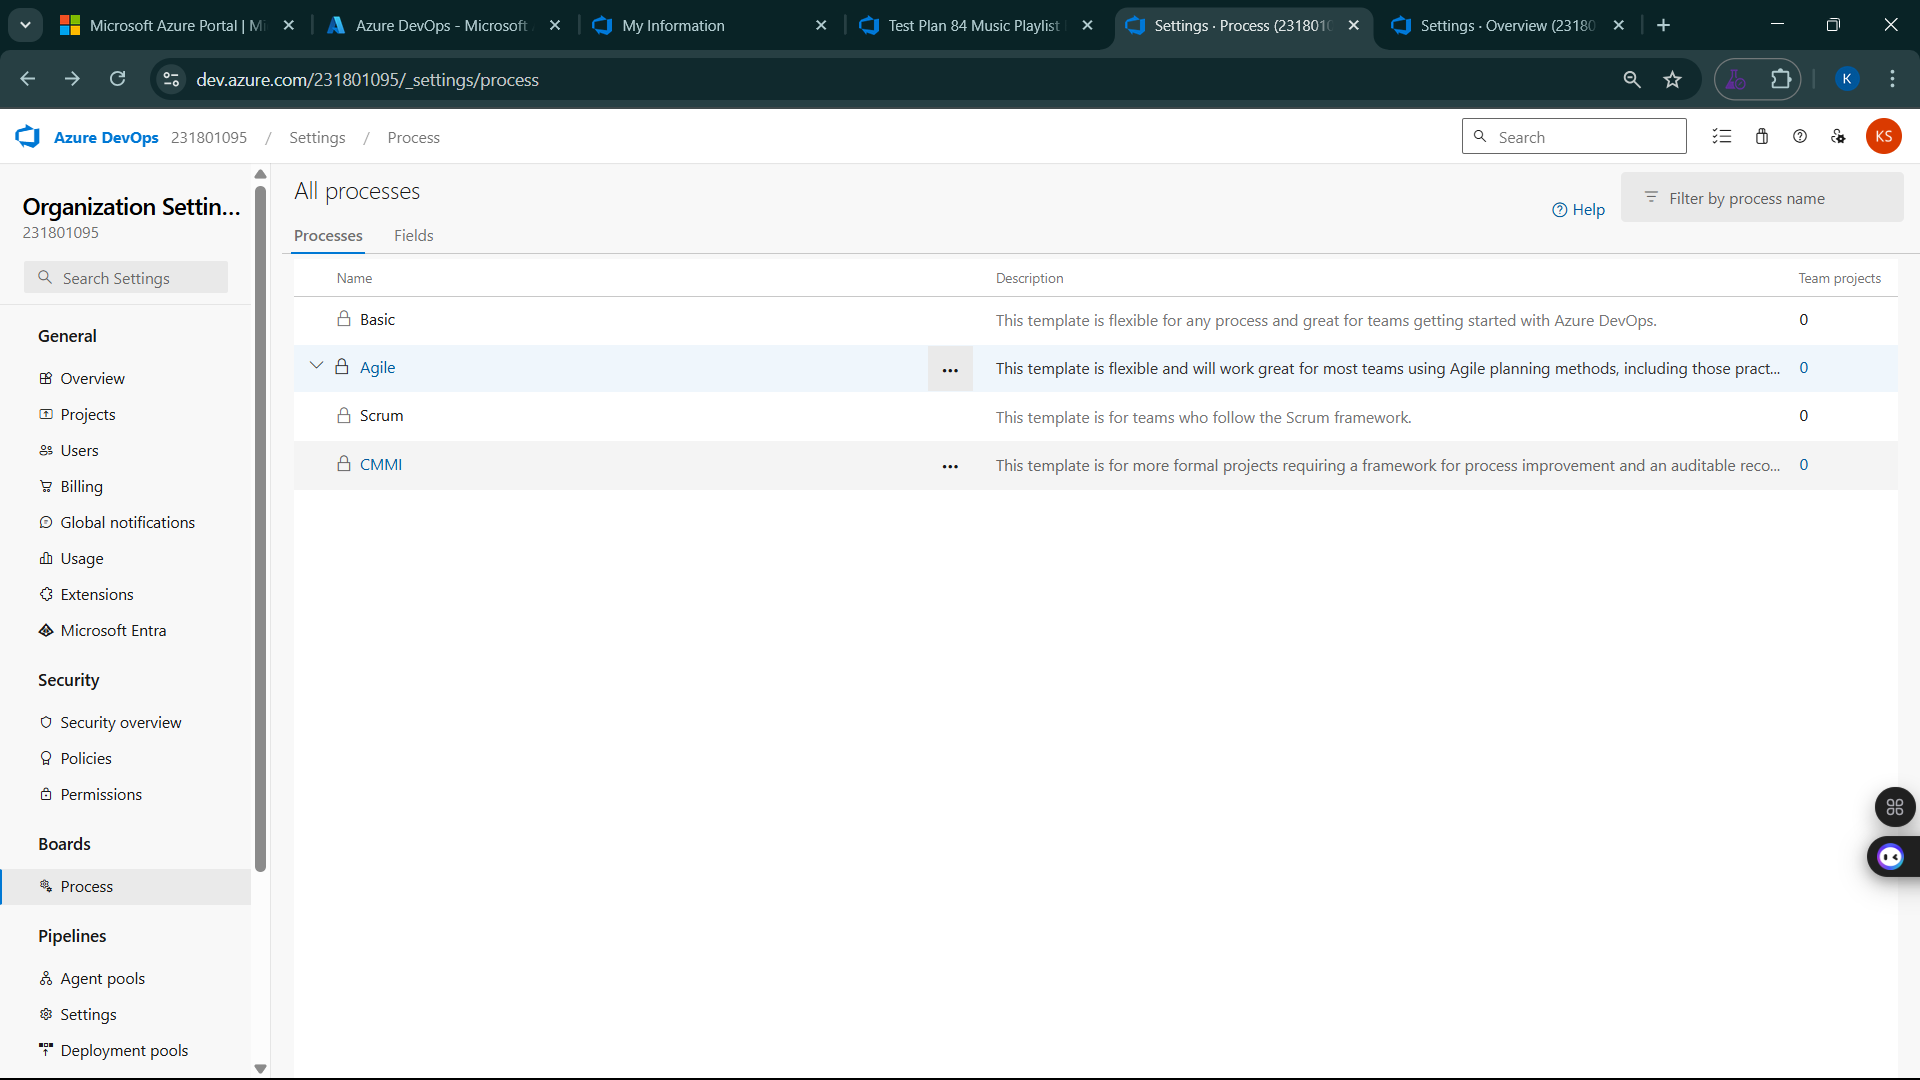 Microsoft Azure Portal | Mi
Azure DevOps - Microsoft A
My Information
Test Plan 84 Music Playlist
Settings · Process (231801
Settings · Overview (23180
dev.azure.com/231801095/_settings/process
K
Azure DevOps 231801095 / Settings / Process
Search
KS
Organization Settin...
231801095
Search Settings
General
Overview
Projects
Users
Billing
Global notifications
Usage
Extensions
Microsoft Entra
Security
Security overview
Policies
Permissions
Boards
Process
Pipelines
Agent pools
Settings
Deployment pools
All processes
Help
Filter by process name
Processes Fields
Name Description Team projects
Basic This template is flexible for any process and great for teams getting started with Azure DevOps. 0
Agile ... This template is flexible and will work great for most teams using Agile planning methods, including those pract... 0
Scrum This template is for teams who follow the Scrum framework. 0
CMMI ... This template is for more formal projects requiring a framework for process improvement and an auditable reco... 0